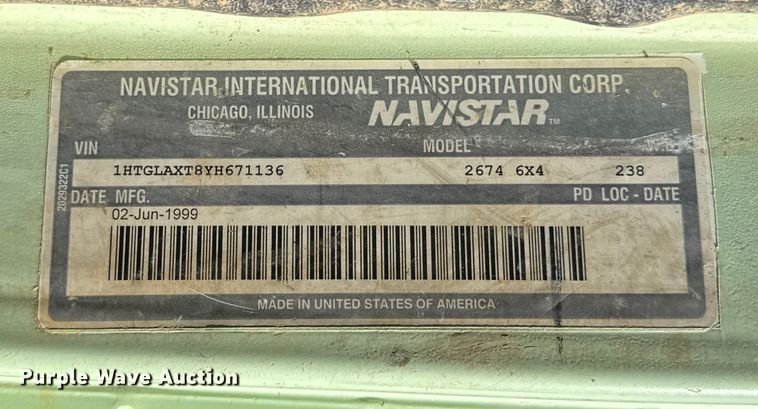 NAVISTAR INTERNATIONAL TRANSPORTATION CORP.
CHICAGO, ILLINOIS NAVISTAR TM
VIN MODEL W.B.
1HTGLAXT8YH671136 2674 6X4 238
DATE MFG. PD LOC - DATE
02-Jun-1999
2029322C1
MADE IN UNITED STATES OF AMERICA
Purple Wave Auction